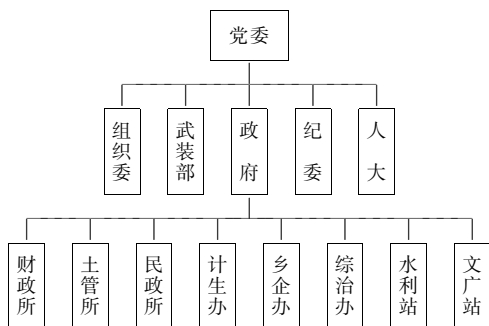 党委
组织委
武装部
政府
纪委
人大
财政所
土管所
民政所
计生办
乡企办
综治办
水利站
文广站